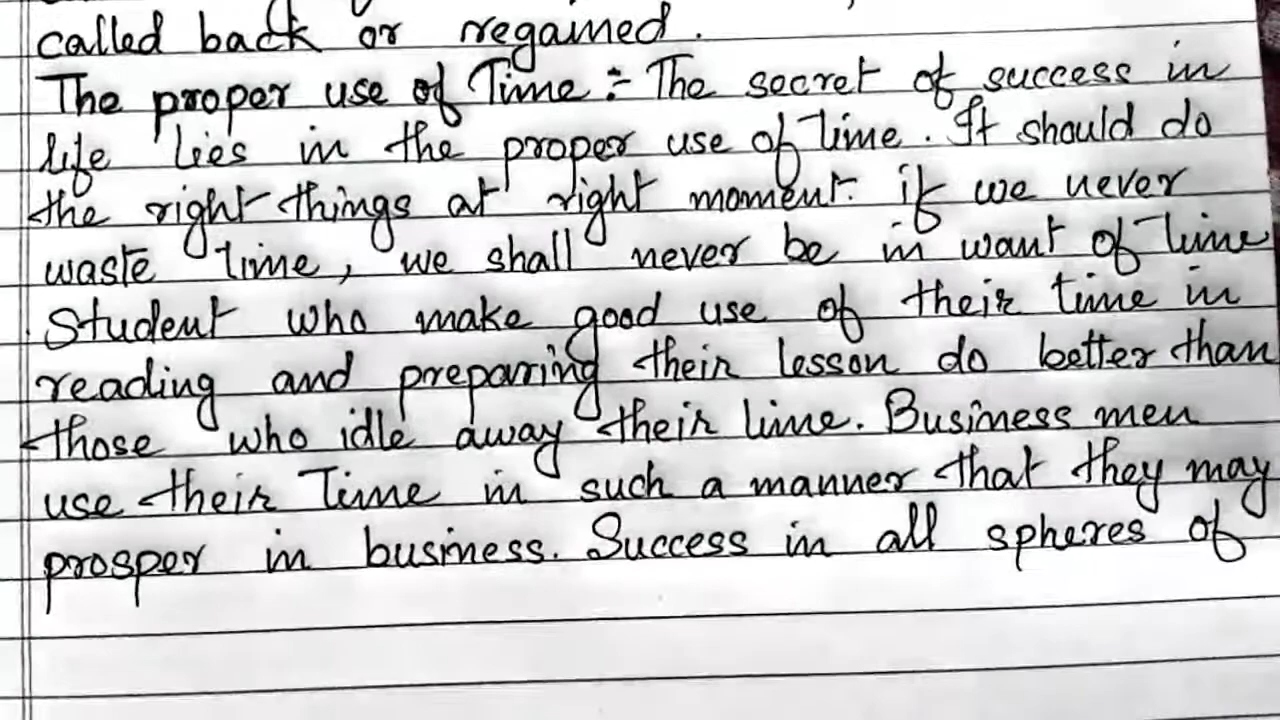 called back or regained.
The proper use of Time :- The secret of success in
life lies in the proper use of Time. It should do
the right things at right moment. if we never
waste time, we shall never be in want of time
Student who make good use of their time in
reading and preparing their lesson do better than
those who idle away their time. Business men
use their Time in such a manner that they may
prosper in business. Success in all spheres of